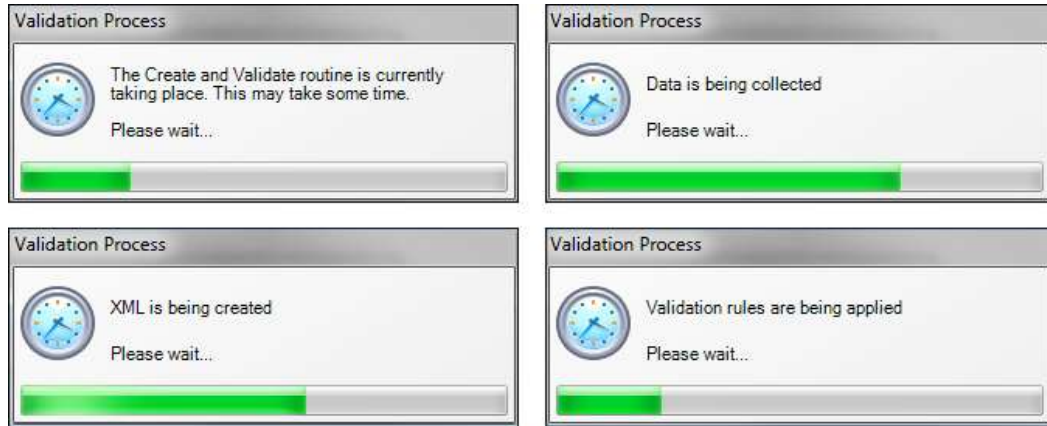 Validation Process
The Create and Validate routine is currently
taking place. This may take some time.
Please wait...
Validation Process
Data is being collected
Please wait...
Validation Process
XML is being created
Please wait...
Validation Process
Validation rules are being applied
Please wait...